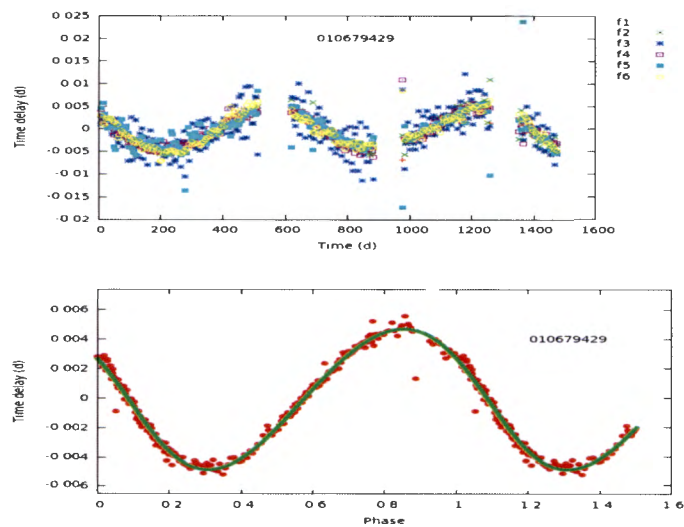 0 025
0 02
0 015
0 01
0 005
0
-0 005
-0 01
-0 015
-0 02
Time delay (d)
010679429
f1
f2
f3
f4
f5
f6
0 200 400 600 800 1000 1200 1400 1600
Time (d)
0 006
0 004
0 002
0
-0 002
-0 004
-0 006
Time delay (d)
010679429
0 0 2 0 4 0 6 0 8 1 1 2 1 4 1 6
Phase